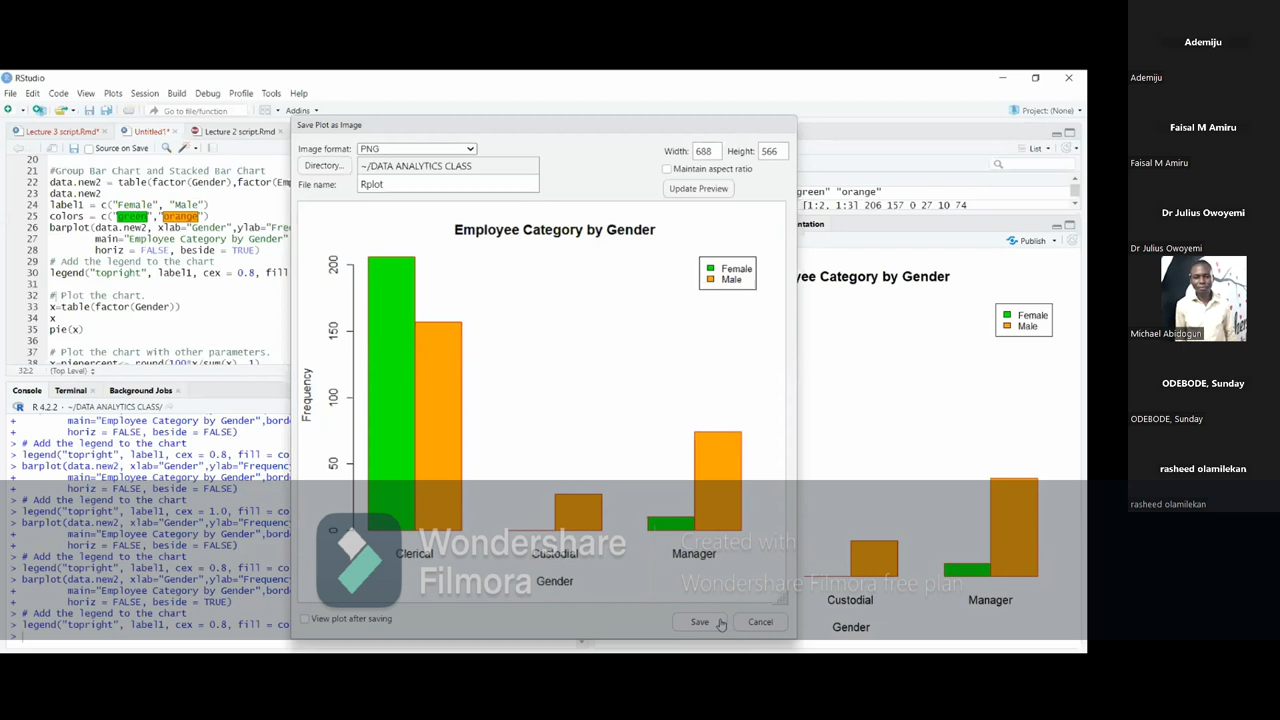 RStudio
File Edit Code View Plots Session Build Debug Profile Tools Help
Go to file/function
Addins
Project: (None)
Lecture 3 script.Rmd*
Untitled1*
Lecture 2 script.Rmd
Source on Save
20
21 #Group Bar Chart and Stacked Bar Chart
22 data.new2 = table(factor(Gender),factor(Em
23 data.new2
24 label1 = c("Female", "Male")
25 colors = c("green","orange")
26 barplot(data.new2, xlab="Gender",ylab="Fre
27 main="Employee Category by Gender"
28 horiz = FALSE, beside = TRUE)
29 # Add the legend to the chart
30 legend("topright", label1, cex = 0.8, fill
31
32 # Plot the chart.
33 x=table(factor(Gender))
34 x
35 pie(x)
36
37 # Plot the chart with other parameters.
38 x=piepercent<- round(100*x/sum(x), 1)
32:2 (Top Level)
Console Terminal Background Jobs
R 4.2.2 · ~/DATA ANALYTICS CLASS/
+ main="Employee Category by Gender",bord
+ horiz = FALSE, beside = FALSE)
> # Add the legend to the chart
> legend("topright", label1, cex = 0.8, fill = co
> barplot(data.new2, xlab="Gender",ylab="Frequency
+ main="Employee Category by Gender",bord
+ horiz = FALSE, beside = FALSE)
> # Add the legend to the chart
> legend("topright", label1, cex = 1.0, fill = co
> barplot(data.new2, xlab="Gender",ylab="Frequency
+ main="Employee Category by Gender",bord
+ horiz = FALSE, beside = FALSE)
> # Add the legend to the chart
> legend("topright", label1, cex = 0.8, fill = co
> barplot(data.new2, xlab="Gender",ylab="Frequency
+ main="Employee Category by Gender",bord
+ horiz = FALSE, beside = TRUE)
> # Add the legend to the chart
> legend("topright", label1, cex = 0.8, fill = co
>
Save Plot as Image
Image format: PNG
Directory... ~/DATA ANALYTICS CLASS
File name: Rplot
Width: 688 Height: 566
Maintain aspect ratio
Update Preview
Employee Category by Gender
Female
Male
Frequency
200
150
100
50
0
Clerical Custodial Manager
Gender
View plot after saving
Save Cancel
List
green" "orange"
[1:2, 1:3] 206 157 0 27 10 74
ntation
Publish
ee Category by Gender
Female
Male
Custodial Manager
Gender
Wondershare
Filmora
Created with
Wondershare Filmora free plan
Ademiju
Ademiju
Faisal M Amiru
Faisal M Amiru
Dr Julius Owoyemi
Dr Julius Owoyemi
Michael Abidogun
ODEBODE, Sunday
ODEBODE, Sunday
rasheed olamilekan
rasheed olamilekan